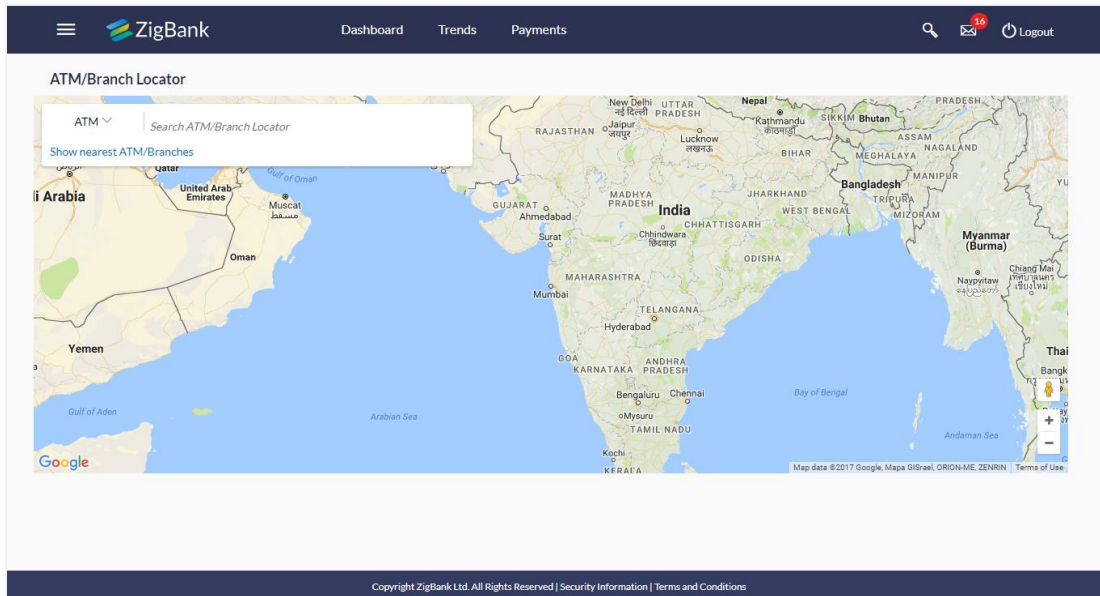 ZigBank
Dashboard
Trends
Payments
16
Logout
ATM/Branch Locator
ATM
Search ATM/Branch Locator
Show nearest ATM/Branches
Qatar
Gulf of Oman
i Arabia
United Arab
Emirates
Muscat
مسقط
Oman
Yemen
Gulf of Aden
Arabian Sea
New Delhi
नई दिल्ली
UTTAR
PRADESH
Nepal
Kathmandu
काठमाडौं
SIKKIM
Bhutan
PRADESH
ASSAM
NAGALAND
RAJASTHAN
Jaipur
जयपुर
Lucknow
लखनऊ
BIHAR
MEGHALAYA
MANIPUR
Bangladesh
YU
GUJARAT
Ahmedabad
MADHYA
PRADESH
India
JHARKHAND
WEST BENGAL
TRIPURA
MIZORAM
CHHATTISGARH
Surat
Chhindwara
छिंदवाड़ा
Myanmar
(Burma)
ODISHA
MAHARASHTRA
Naypyitaw
နေပြည်တော်
Chiang Mai
Mumbai
TELANGANA
Hyderabad
GOA
KARNATAKA
ANDHRA
PRADESH
Thai
Bangk
Bengaluru
Chennai
Bay of Bengal
Mysuru
TAMIL NADU
Andaman Sea
+
−
Kochi
KERALA
Google
Map data ©2017 Google, Mapa GISrael, ORION-ME, ZENRIN
Terms of Use
Copyright ZigBank Ltd. All Rights Reserved | Security Information | Terms and Conditions